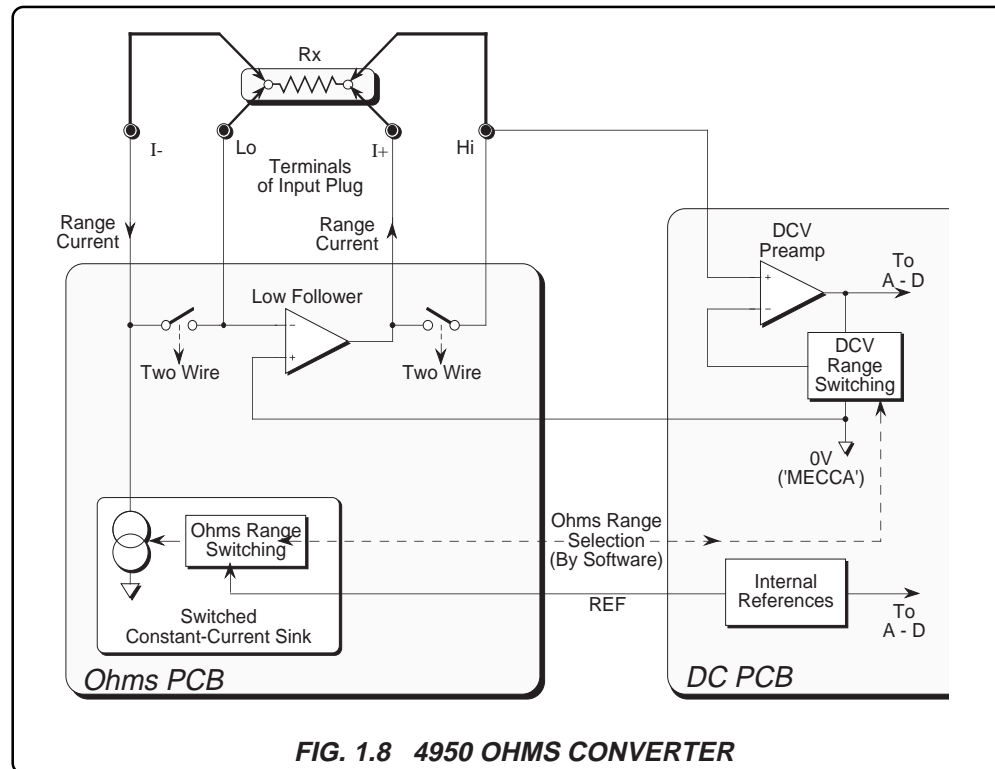 Rx
I-
Lo
I+
Hi
Terminals
of Input Plug
Range
Current
Range
Current
DCV
Preamp
+
−
To
A - D
Low Follower
−
+
Two Wire
Two Wire
DCV
Range
Switching
0V
('MECCA')
Ohms Range
Switching
Ohms Range
Selection
(By Software)
Switched
Constant-Current Sink
REF
Internal
References
To
A - D
Ohms PCB
DC PCB
FIG. 1.8 4950 OHMS CONVERTER